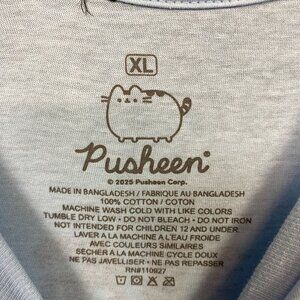 XL
Pusheen®
© 2025 Pusheen Corp.
MADE IN BANGLADESH / FABRIQUE AU BANGLADESH
100% COTTON / COTON
MACHINE WASH COLD WITH LIKE COLORS
TUMBLE DRY LOW • DO NOT BLEACH • DO NOT IRON
NOT INTENDED FOR CHILDREN 12 AND UNDER.
LAVER À LA MACHINE À L'EAU FROIDE
AVEC COULEURS SIMILAIRES
SÉCHER À LA MACHINE CYCLE DOUX
NE PAS JAVELLISER • NE PAS REPASSER
RN#110927